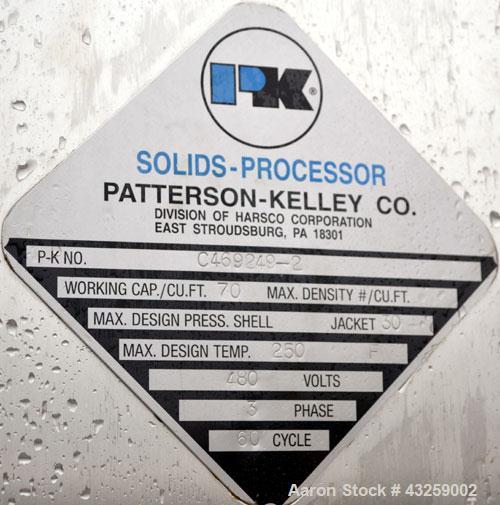 PK®
SOLIDS-PROCESSOR
PATTERSON-KELLEY CO.
DIVISION OF HARSCO CORPORATION
EAST STROUDSBURG, PA 18301
P-K NO. C469249-2
WORKING CAP./CU.FT. 70 MAX. DENSITY #/CU.FT.
MAX. DESIGN PRESS. SHELL JACKET 30
MAX. DESIGN TEMP. 250 F
480 VOLTS
3 PHASE
60 CYCLE
Aaron Stock # 43259002